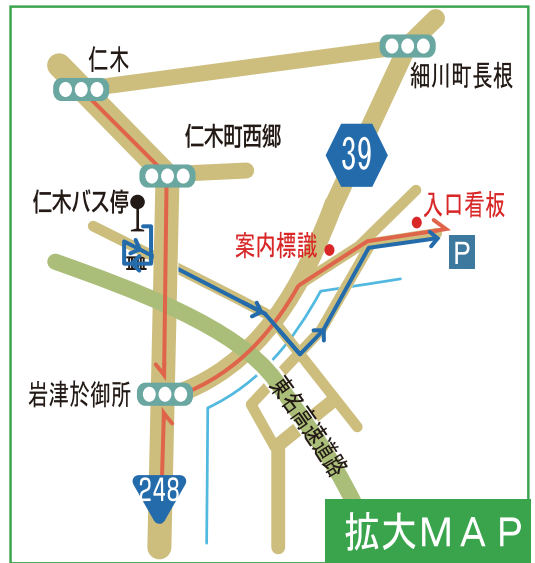 仁木
細川町長根
仁木町西郷
39
仁木バス停
入口看板
案内標識
P
岩津於御所
東名高速道路
248
拡大MAP